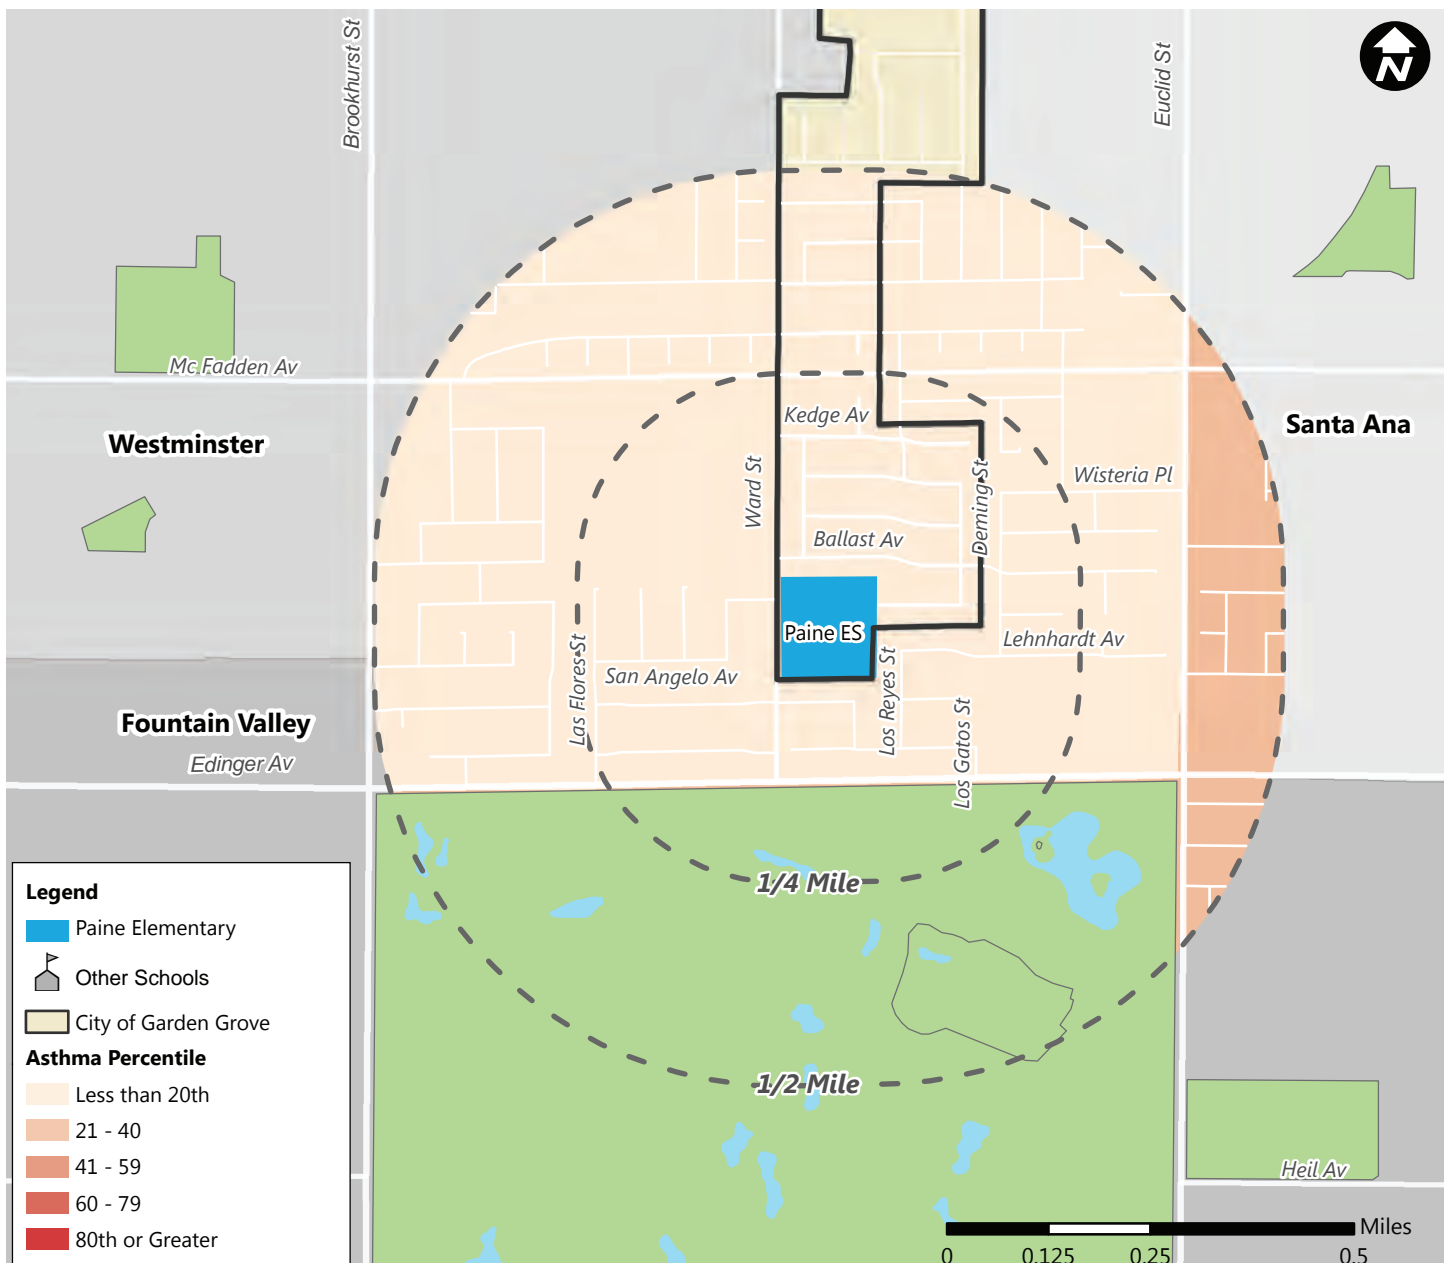 Brookhurst St
Euclid St
N
Mc Fadden Av
Kedge Av
Westminster
Santa Ana
Ward St
Deming St
Wisteria Pl
Ballast Av
Paine ES
Lehnhardt Av
Las Flores St
San Angelo Av
Los Reyes St
Los Gatos St
Fountain Valley
Edinger Av
1/4 Mile
1/2 Mile
Heil Av
Legend
Paine Elementary
Other Schools
City of Garden Grove
Asthma Percentile
Less than 20th
21 - 40
41 - 59
60 - 79
80th or Greater
Miles
0 0.125 0.25 0.5